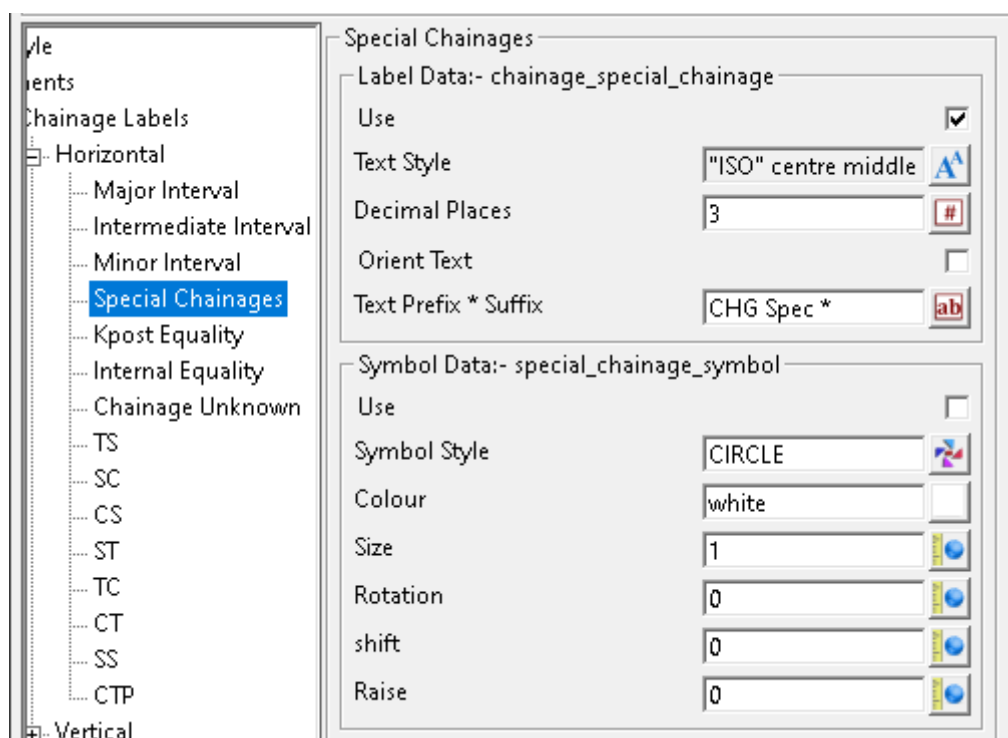 yle
ents
Chainage Labels
Horizontal
Major Interval
Intermediate Interval
Minor Interval
Special Chainages
Kpost Equality
Internal Equality
Chainage Unknown
TS
SC
CS
ST
TC
CT
SS
CTP
Vertical
Special Chainages
Label Data:- chainage_special_chainage
Use
Text Style "ISO" centre middle
Decimal Places 3
Orient Text
Text Prefix * Suffix CHG Spec *
Symbol Data:- special_chainage_symbol
Use
Symbol Style CIRCLE
Colour white
Size 1
Rotation 0
shift 0
Raise 0